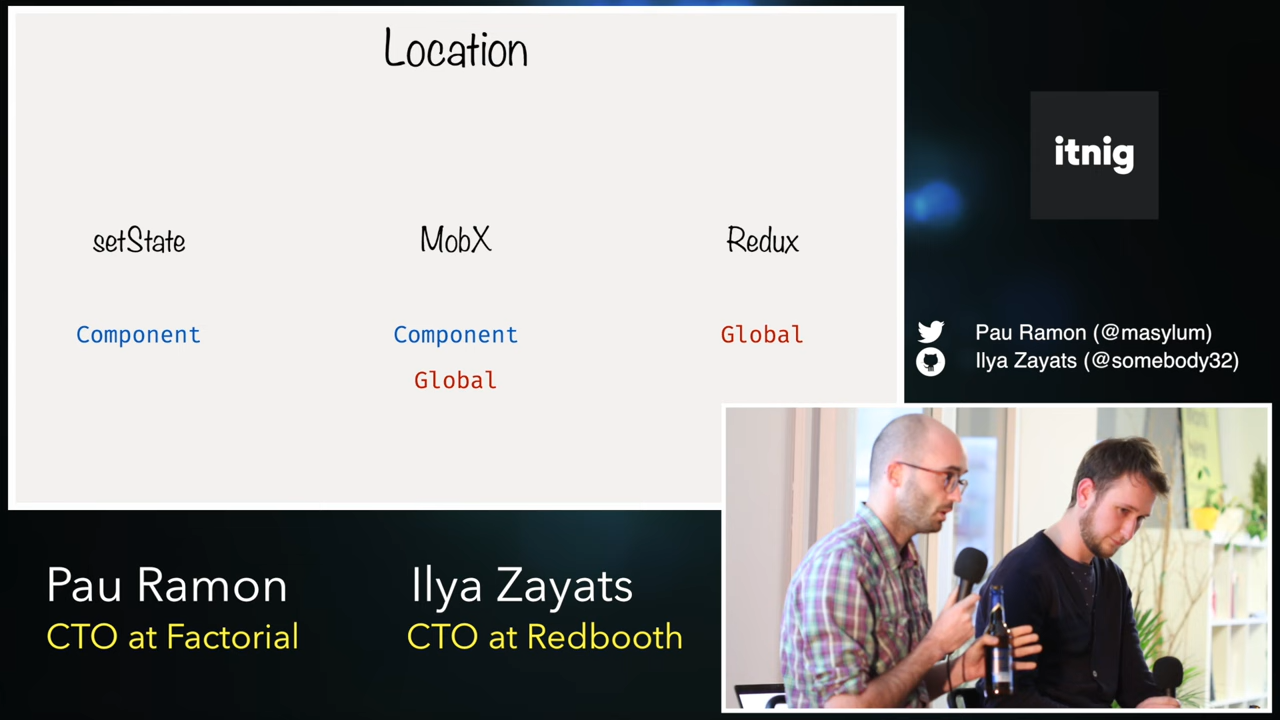 Location
setState
MobX
Redux
Component
Component
Global
Global
itnig
Pau Ramon (@masylum)
Ilya Zayats (@somebody32)
Pau Ramon
CTO at Factorial
Ilya Zayats
CTO at Redbooth